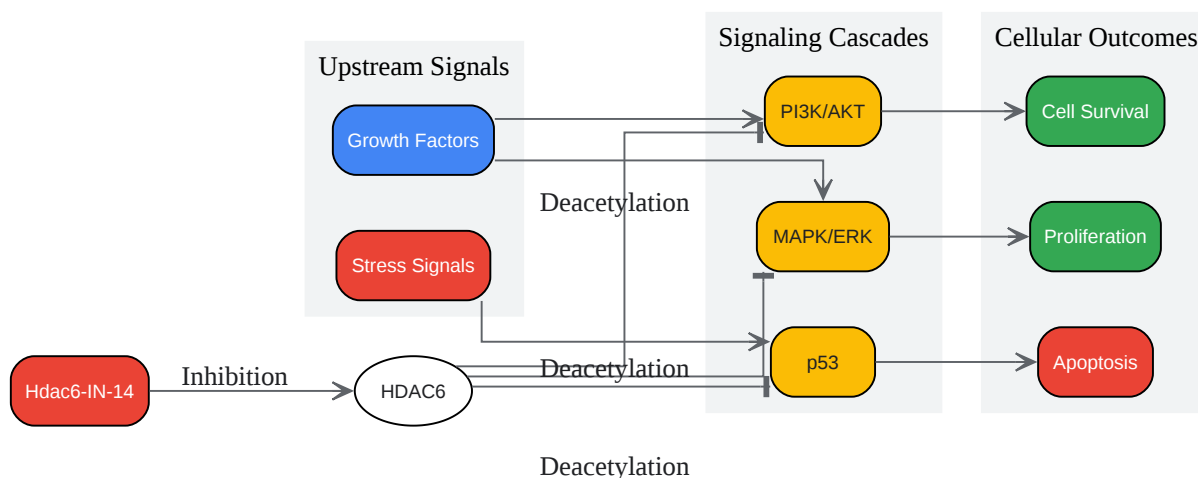 Signaling Cascades
Cellular Outcomes
Upstream Signals
PI3K/AKT
Cell Survival
Growth Factors
Deacetylation
MAPK/ERK
Proliferation
Stress Signals
Deacetylation
p53
Apoptosis
Hdac6-IN-14
Inhibition
HDAC6
Deacetylation